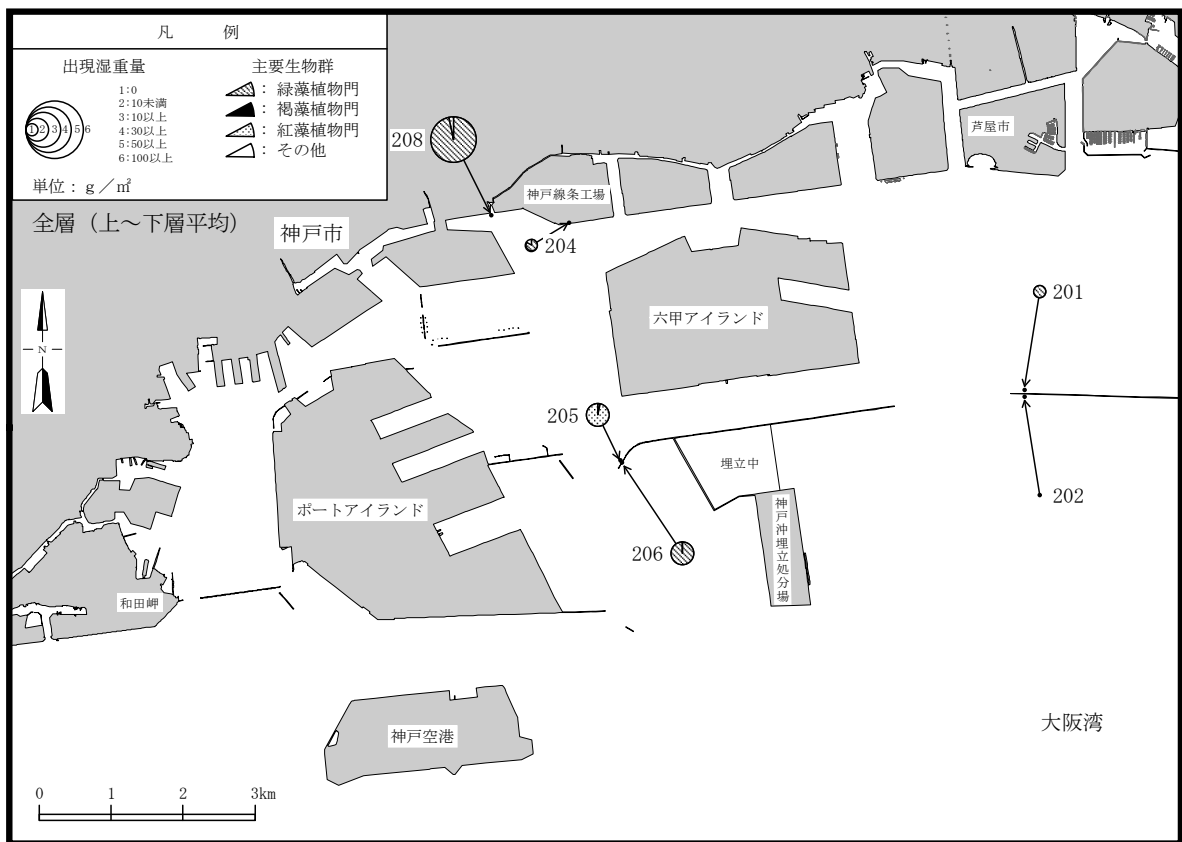 凡　例
出現湿重量
主要生物群
1 2 3 4 5 6
1:0
2:10未満
3:10以上
4:30以上
5:50以上
6:100以上
：緑藻植物門
：褐藻植物門
：紅藻植物門
：その他
単位：ｇ／㎡
全層（上～下層平均）
208
神戸線条工場
芦屋市
神戸市
204
201
六甲アイランド
N
205
埋立中
202
ポートアイランド
206
神戸沖埋立処分場
和田岬
大阪湾
神戸空港
0 1 2 3km